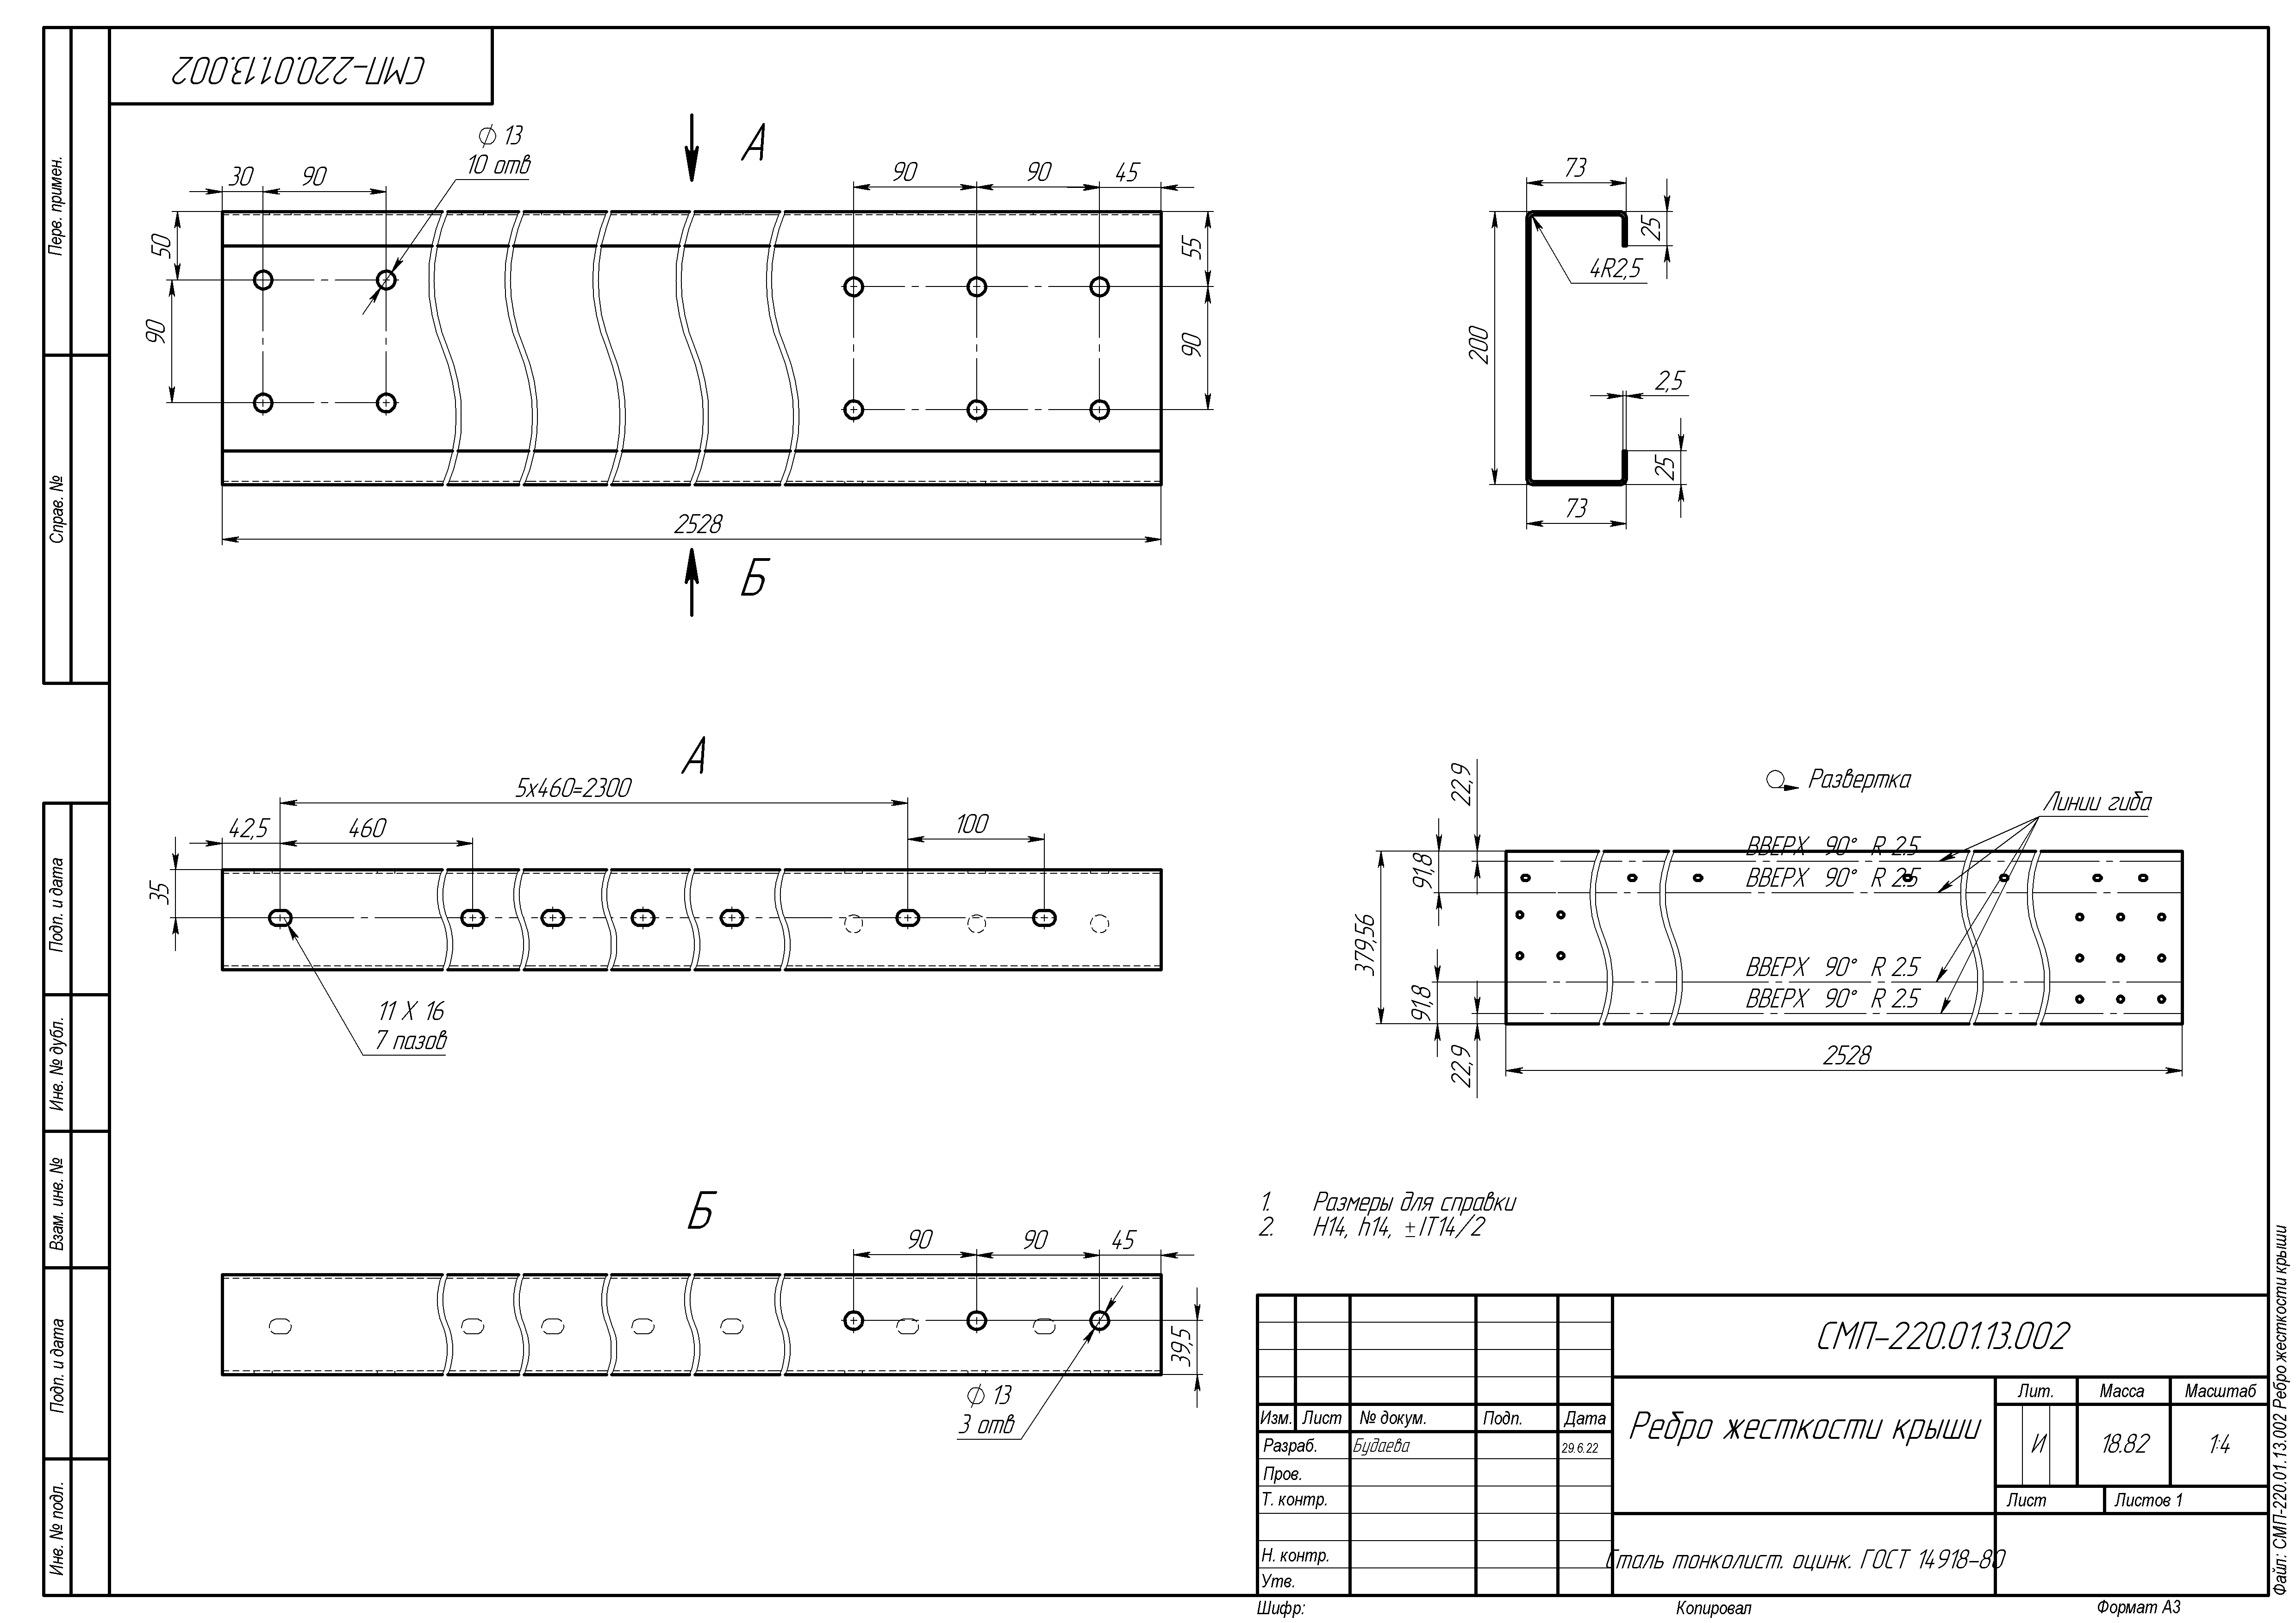 СМП-220.01.13.002
Перв. примен.
Справ. №
Подп. и дата
Инв. № дубл.
Взам. инв. №
Подп. и дата
Инв. № подл.
⌀ 13
10 отв
30
90
А
90
90
45
50
90
55
90
2528
Б
73
25
4R2,5
200
2,5
25
73
А
5х460=2300
42,5
460
100
35
11 X 16
7 пазов
Развертка
Линии гиба
22,9
91,8
379,56
91,8
22,9
ВВЕРХ 90° R 2.5
ВВЕРХ 90° R 2.5
ВВЕРХ 90° R 2.5
ВВЕРХ 90° R 2.5
2528
Б
90
90
45
39,5
⌀ 13
3 отв
1. Размеры для справки
2. H14, h14, ±IT14/2
СМП-220.01.13.002
Изм. Лист № докум. Подп. Дата
Разраб. Будаева 29.6.22
Пров.
Т. контр.
Н. контр.
Утв.
Ребро жесткости крыши
Лит. Масса Масштаб
И 18.82 1:4
Лист Листов 1
Сталь тонколист. оцинк. ГОСТ 14918-80
Шифр: Копировал Формат А3
Файл: СМП-220.01.13.002 Ребро жесткости крыши